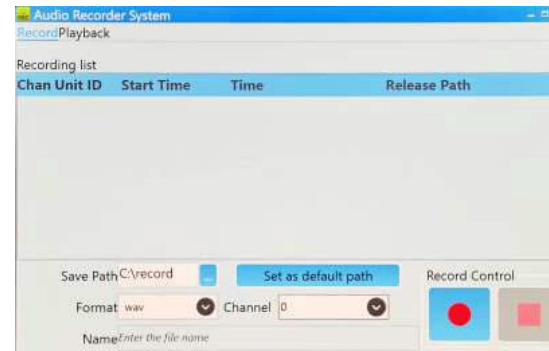 Audio Recorder System
Record Playback
Recording list
Chan Unit ID Start Time Time Release Path
Save Path C:\record ... Set as default path Record Control
Format wav Channel 0
Name Enter the file name